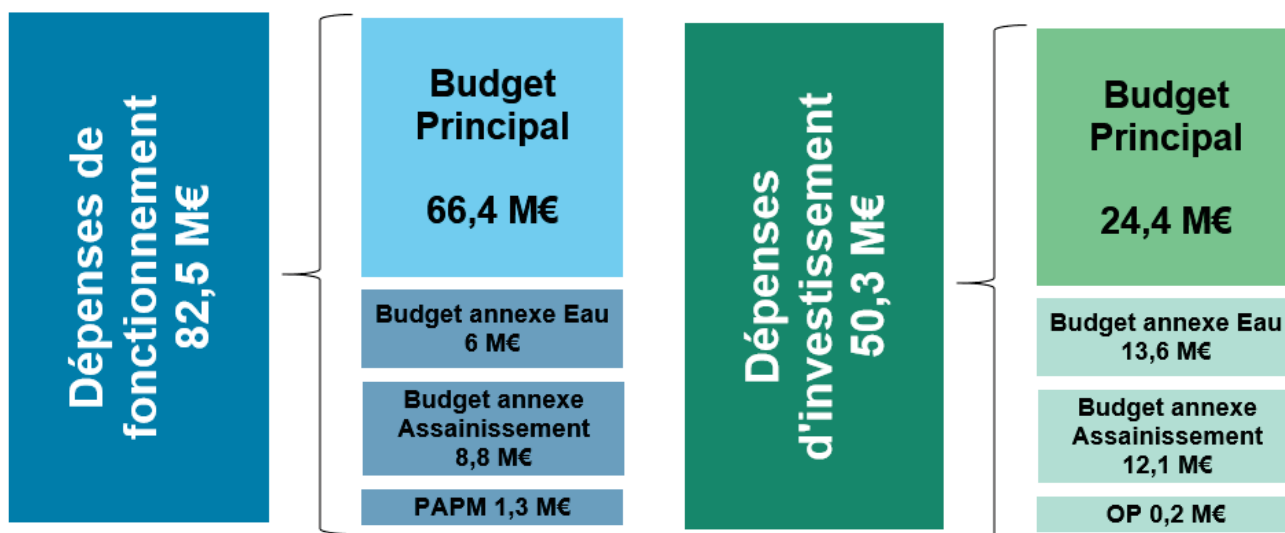 Dépenses de
fonctionnement
82,5 M€
Budget
Principal
66,4 M€
Budget annexe Eau
6 M€
Budget annexe
Assainissement
8,8 M€
PAPM 1,3 M€
Dépenses
d'investissement
50,3 M€
Budget
Principal
24,4 M€
Budget annexe Eau
13,6 M€
Budget annexe
Assainissement
12,1 M€
OP 0,2 M€